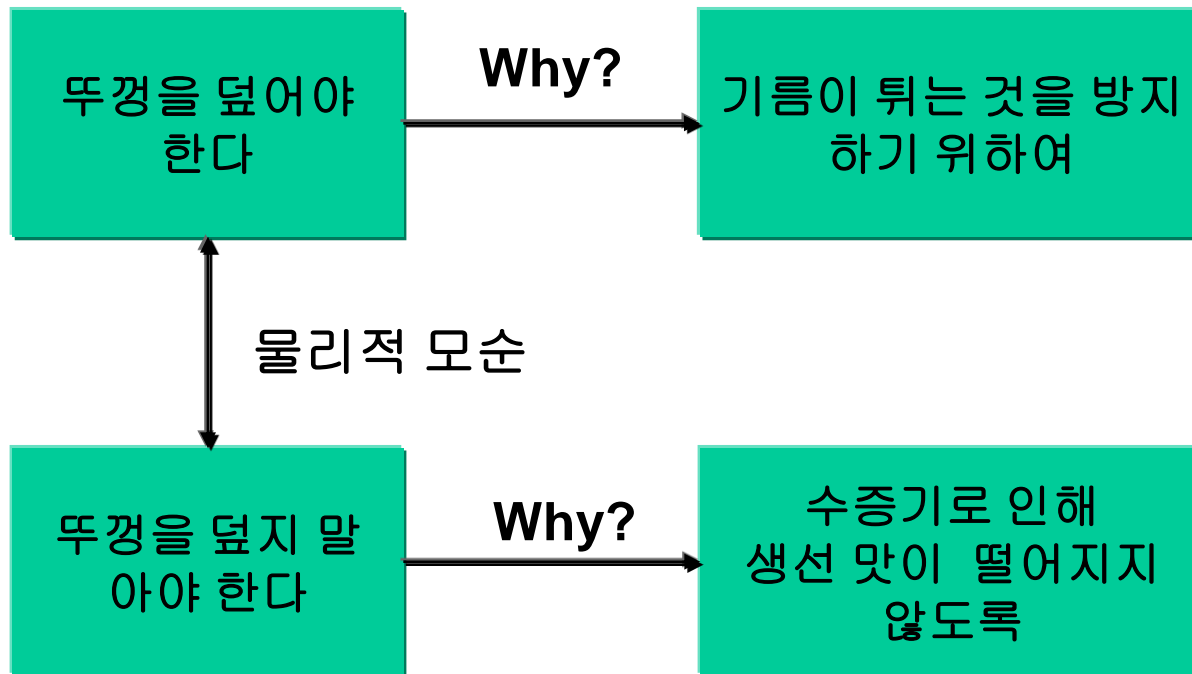 뚜껑을 덮어야
한다
Why?
기름이 튀는 것을 방지
하기 위하여
물리적 모순
뚜껑을 덮지 말
아야 한다
Why?
수증기로 인해
생선 맛이 떨어지지
않도록